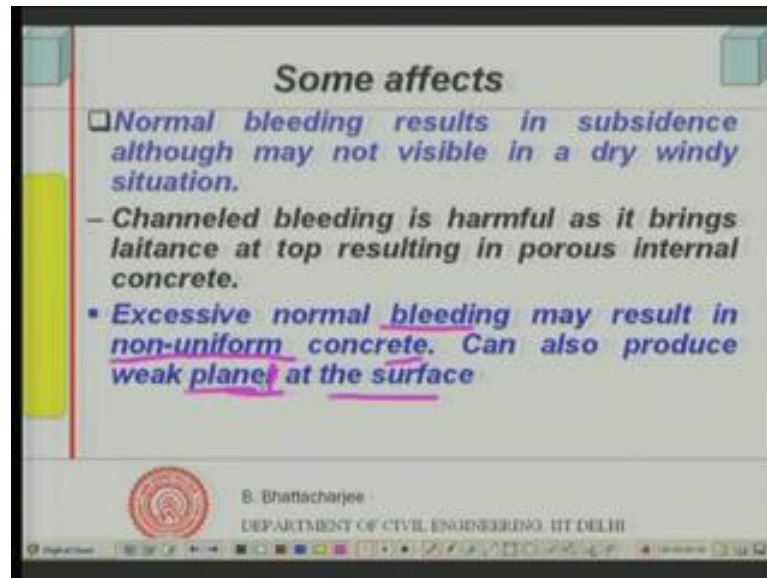 Some affects
Normal bleeding results in subsidence
although may not visible in a dry windy
situation.
– Channeled bleeding is harmful as it brings
laitance at top resulting in porous internal
concrete.
▪ Excessive normal bleeding may result in
non-uniform concrete. Can also produce
weak plane at the surface
B. Bhattacharjee
DEPARTMENT OF CIVIL ENGINEERING, IIT DELHI